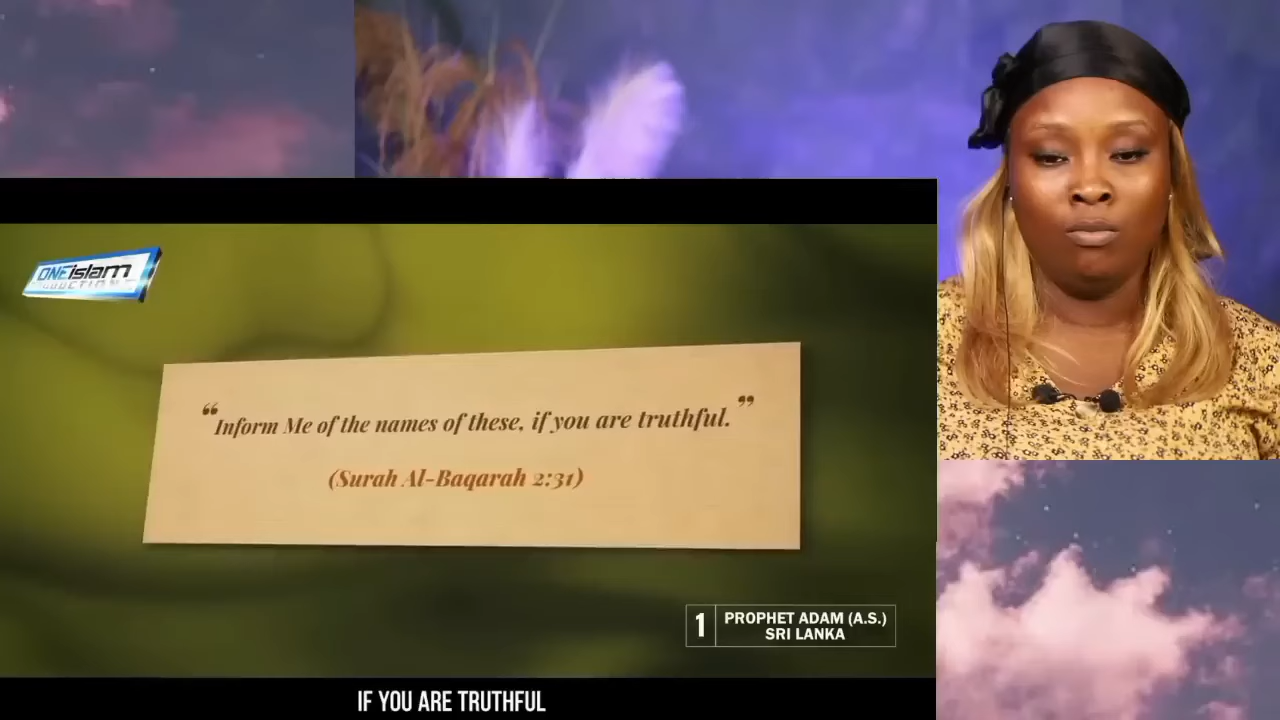 ONEislam
PRODUCTIONS
“Inform Me of the names of these, if you are truthful.”
(Surah Al-Baqarah 2:31)
1
PROPHET ADAM (A.S.)
SRI LANKA
IF YOU ARE TRUTHFUL